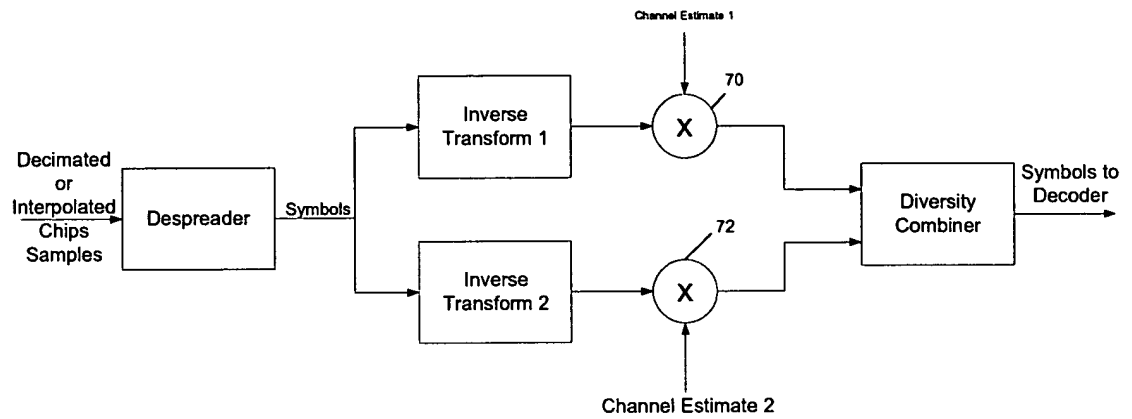 Channel Estimate 1
70
Inverse
Transform 1
X
Decimated
or
Interpolated
Chips
Samples
Despreader
Symbols
Diversity
Combiner
Symbols to
Decoder
72
Inverse
Transform 2
X
Channel Estimate 2